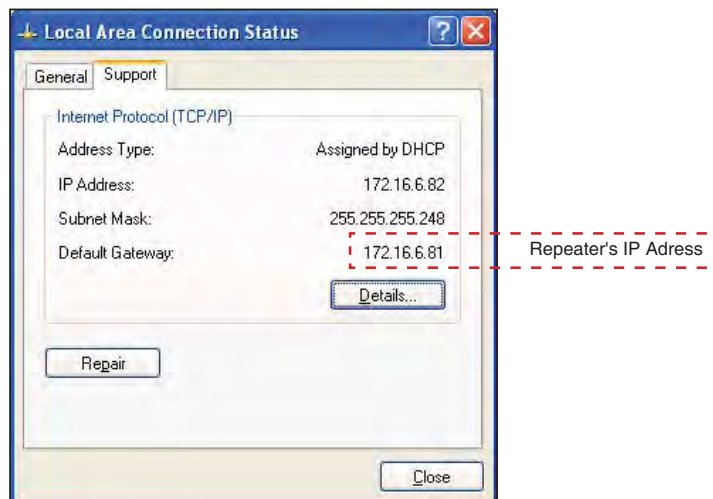 Local Area Connection Status
General Support
Internet Protocol (TCP/IP)
Address Type: Assigned by DHCP
IP Address: 172.16.6.82
Subnet Mask: 255.255.255.248
Default Gateway: 172.16.6.81
Repeater's IP Adress
Details...
Repair
Close